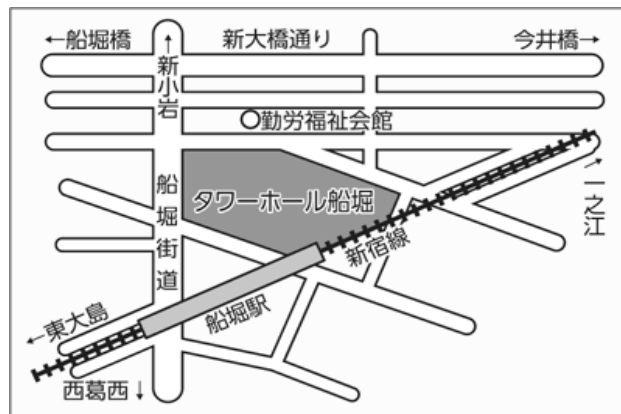 ←船堀橋
↑新小岩
新大橋通り
今井橋→
勤労福祉会館
船堀街道
タワーホール船堀
一之江
新宿線
船堀駅
←東大島
西葛西↓